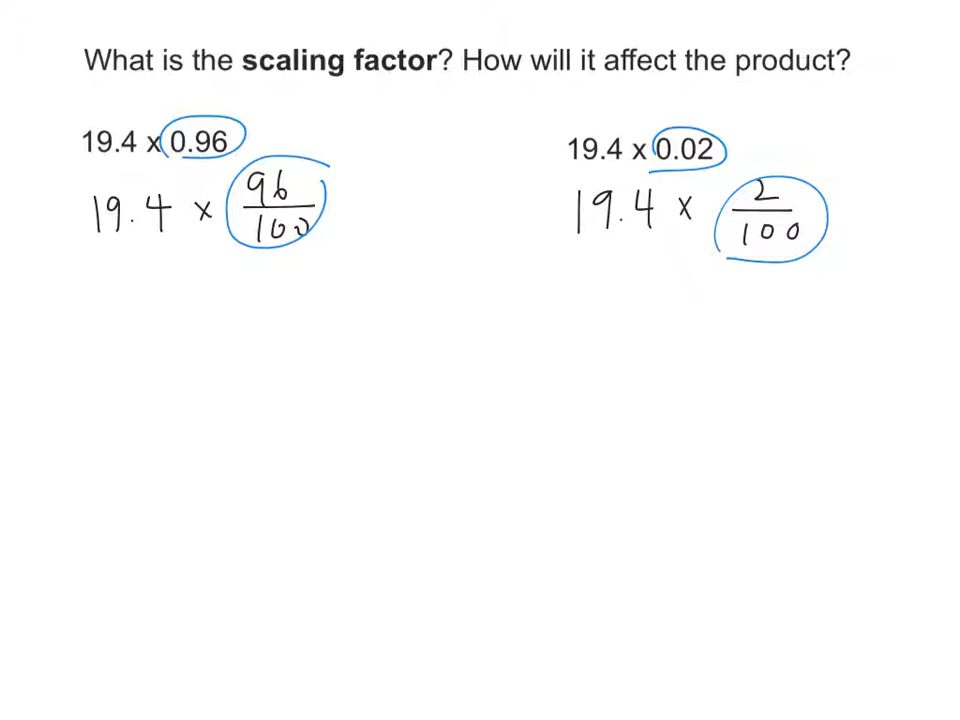 What is the scaling factor? How will it affect the product?
19.4 x 0.96
19.4 x 96/100
19.4 x 0.02
19.4 x 2/100